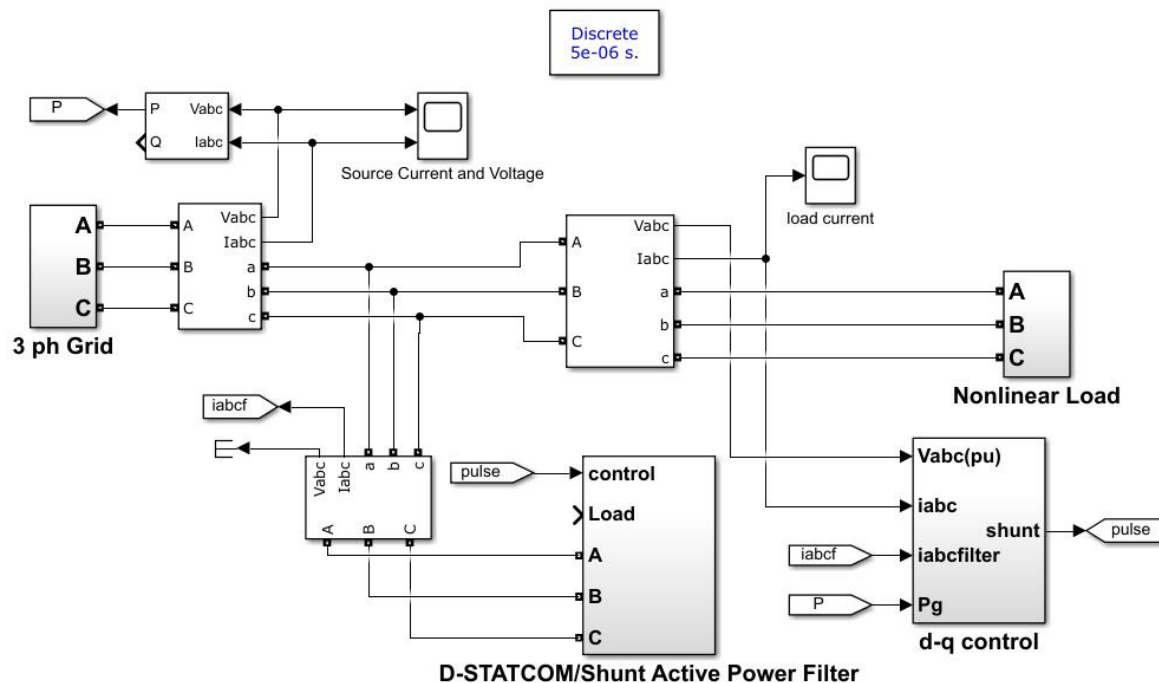 Discrete
5e-06 s.
P
P
Vabc
Q
Iabc
Source Current and Voltage
load current
A
B
C
3 ph Grid
A
B
C
Vabc
Iabc
a
b
c
A
B
C
Vabc
Iabc
a
b
c
A
B
C
Nonlinear Load
iabcf
Vabc
Iabc
a
b
c
A
B
C
pulse
control
Load
A
B
C
D-STATCOM/Shunt Active Power Filter
iabcf
P
Vabc(pu)
iabc
iabcfilter
Pg
shunt
pulse
d-q control